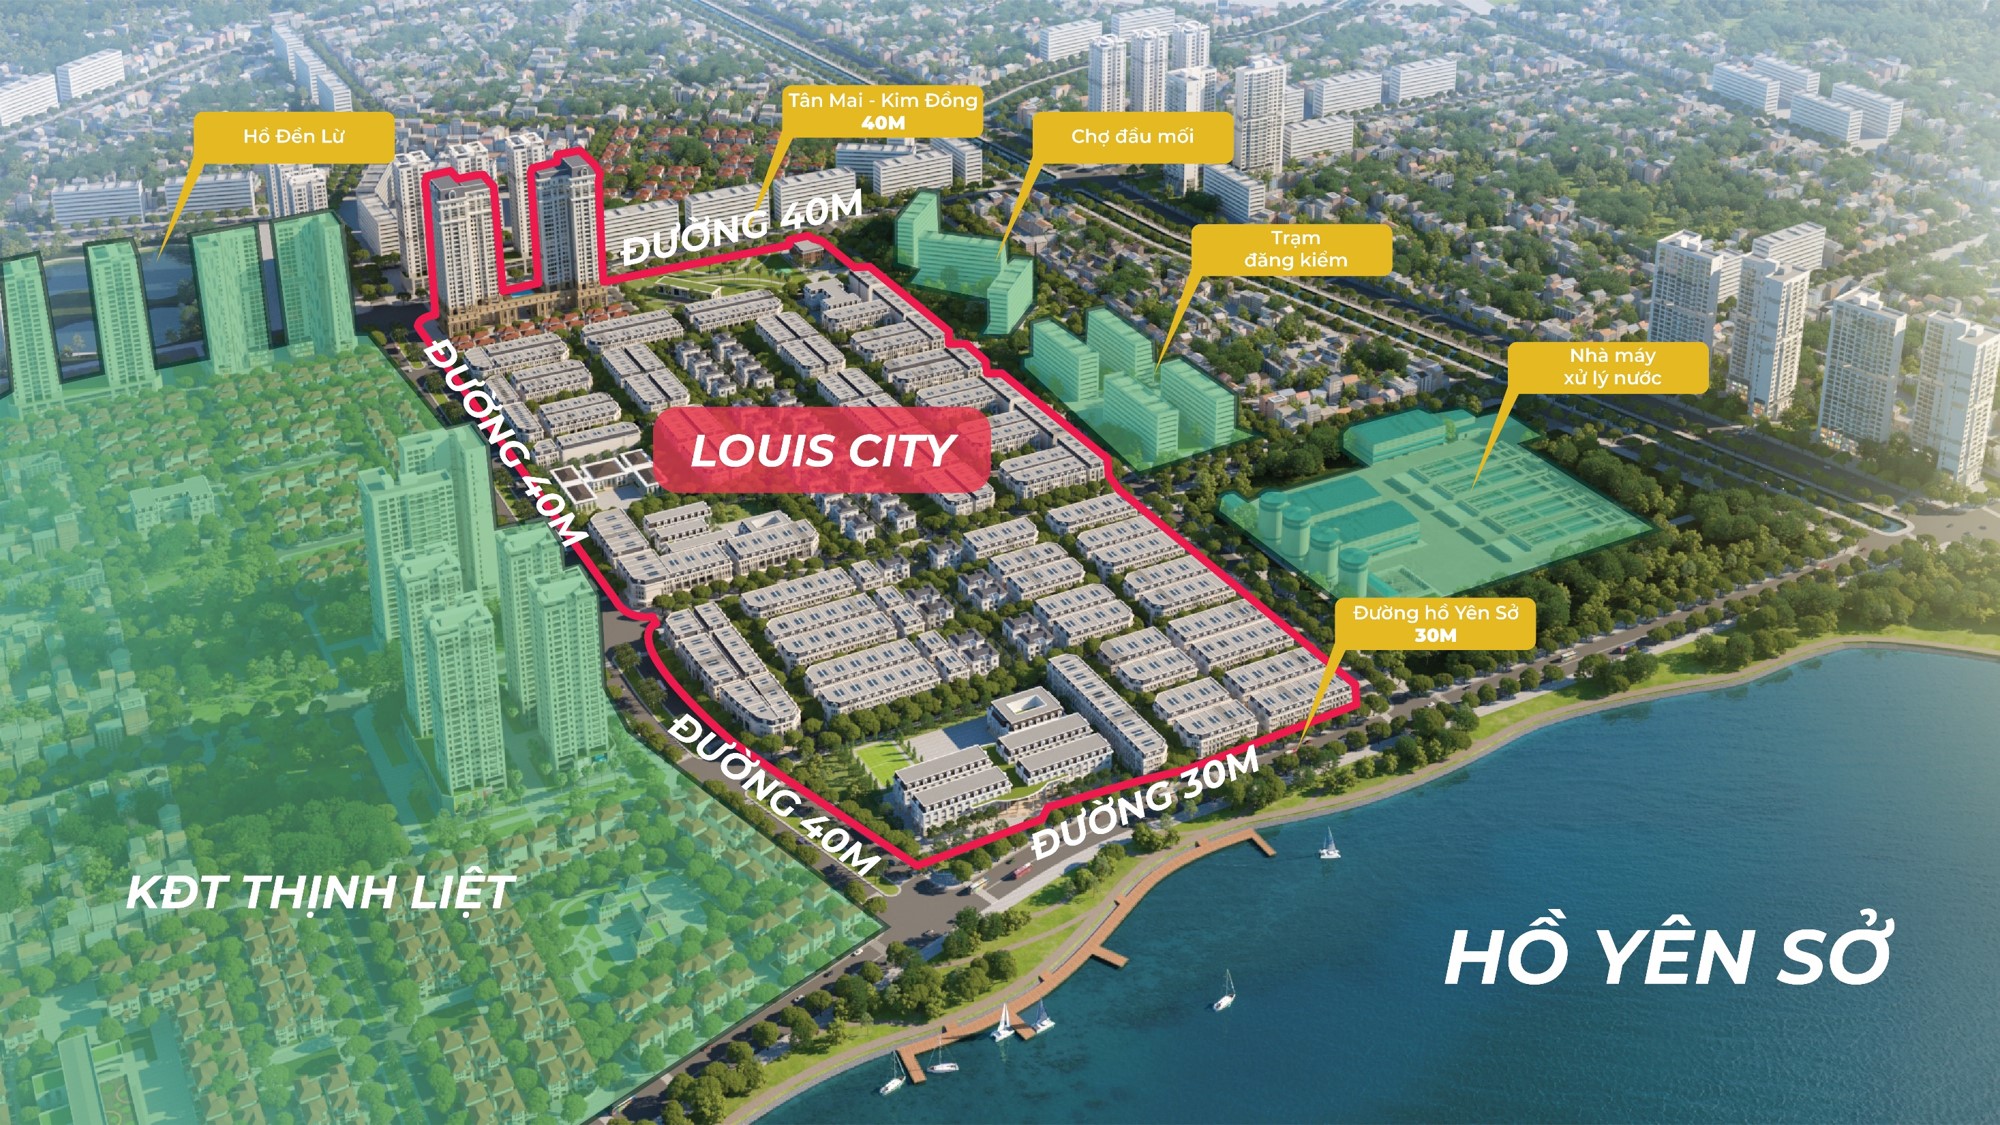 Tân Mai - Kim Đồng
40M
Hồ Đền Lừ
Chợ đầu mối
ĐƯỜNG 40M
Trạm
đăng kiểm
Nhà máy
xử lý nước
ĐƯỜNG 40M
LOUIS CITY
Đường hồ Yên Sở
30M
ĐƯỜNG 40M
ĐƯỜNG 30M
KĐT THỊNH LIỆT
HỒ YÊN SỞ